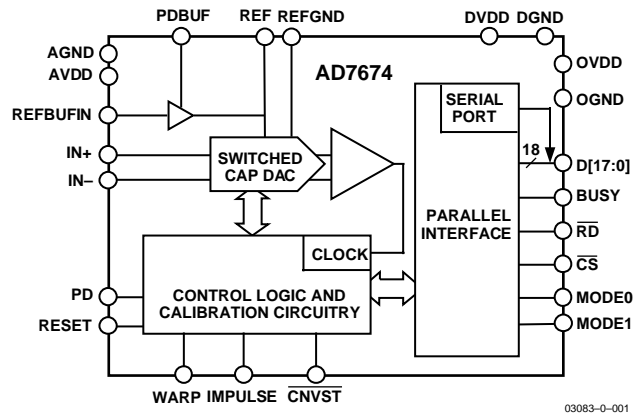 PDBUF REF REFGND DVDD DGND
AGND
AVDD
AD7674
OVDD
OGND
REFBUFIN
SERIAL
PORT
IN+
IN–
SWITCHED
CAP DAC
18
D[17:0]
BUSY
PARALLEL
INTERFACE
RD
CS
CLOCK
CONTROL LOGIC AND
CALIBRATION CIRCUITRY
PD
RESET
MODE0
MODE1
WARP IMPULSE CNVST
03083–0–001